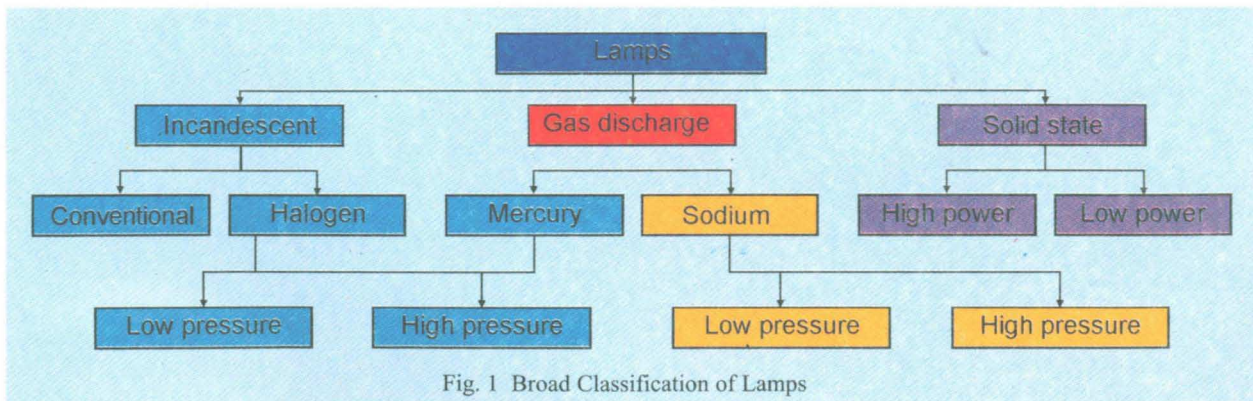 Lamps
Incandescent
Gas discharge
Solid state
Conventional
Halogen
Mercury
Sodium
High power
Low power
Low pressure
High pressure
Low pressure
High pressure
Fig. 1 Broad Classification of Lamps